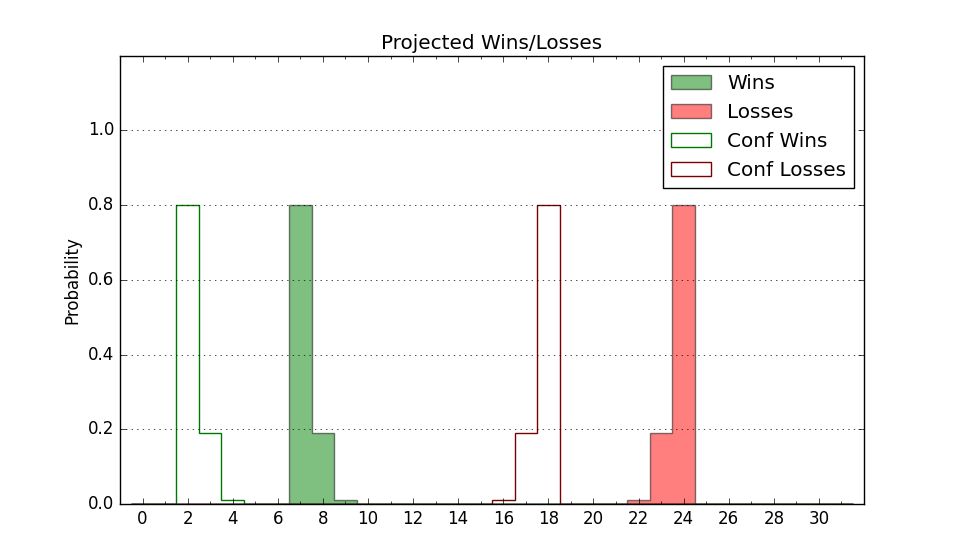 Projected Wins/Losses
Wins
Losses
Conf Wins
Conf Losses
Probability
1.0
0.8
0.6
0.4
0.2
0.0
0 2 4 6 8 10 12 14 16 18 20 22 24 26 28 30